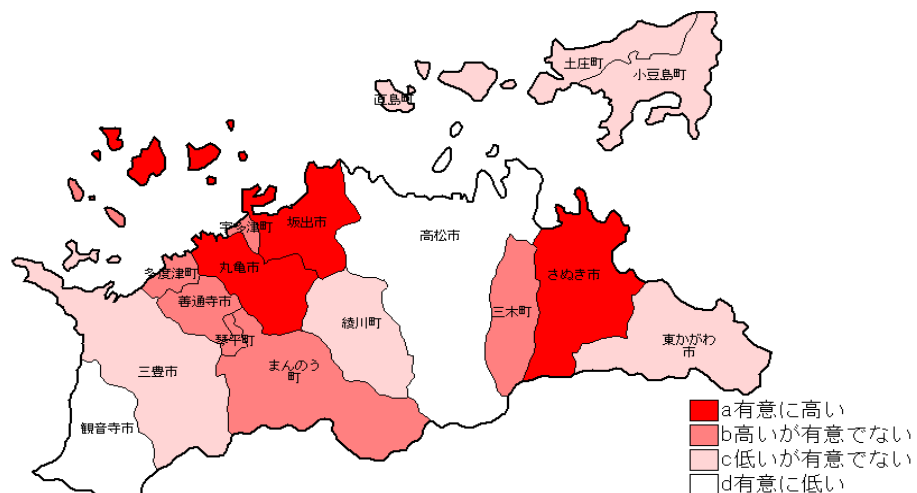 土庄町
小豆島町
直島町
宇多津町
坂出市
高松市
多度津町
丸亀市
さぬき市
善通寺市
三木町
綾川町
琴平町
東かがわ
市
まんのう
町
三豊市
観音寺市
a有意に高い
b高いが有意でない
c低いが有意でない
d有意に低い